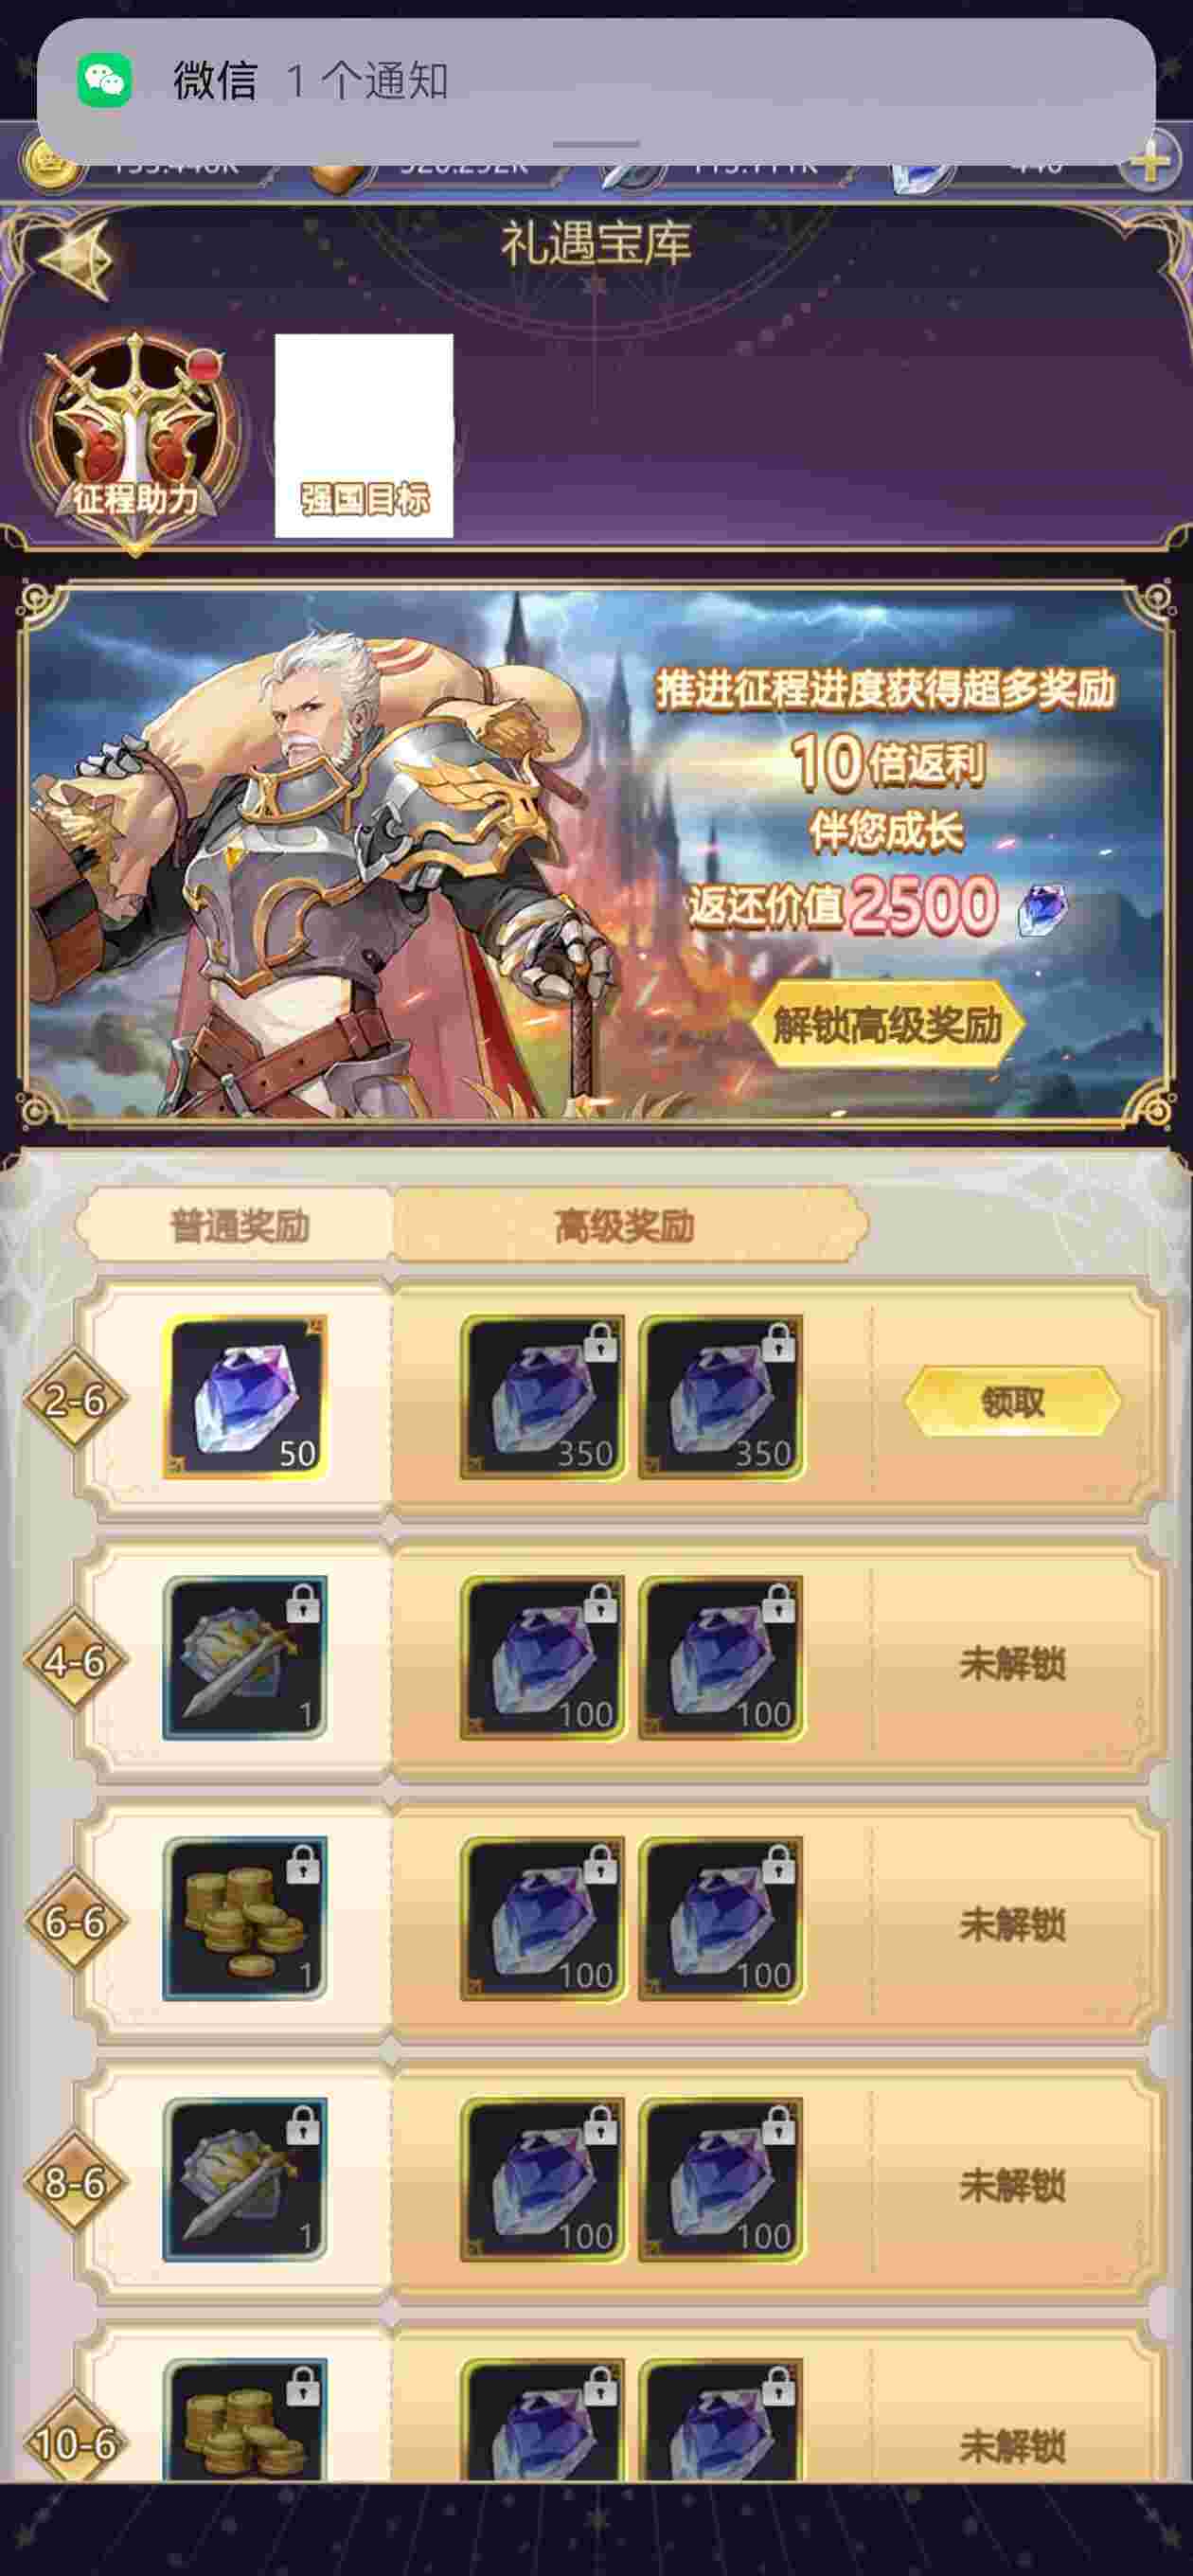 微信 1 个通知
礼遇宝库
征程助力
强国目标
推进征程进度获得超多奖励
10倍返利
伴您成长
返还价值2500
解锁高级奖励
普通奖励 高级奖励
2-6 50 350 350 领取
4-6 1 100 100 未解锁
6-6 1 100 100 未解锁
8-6 1 100 100 未解锁
10-6 未解锁